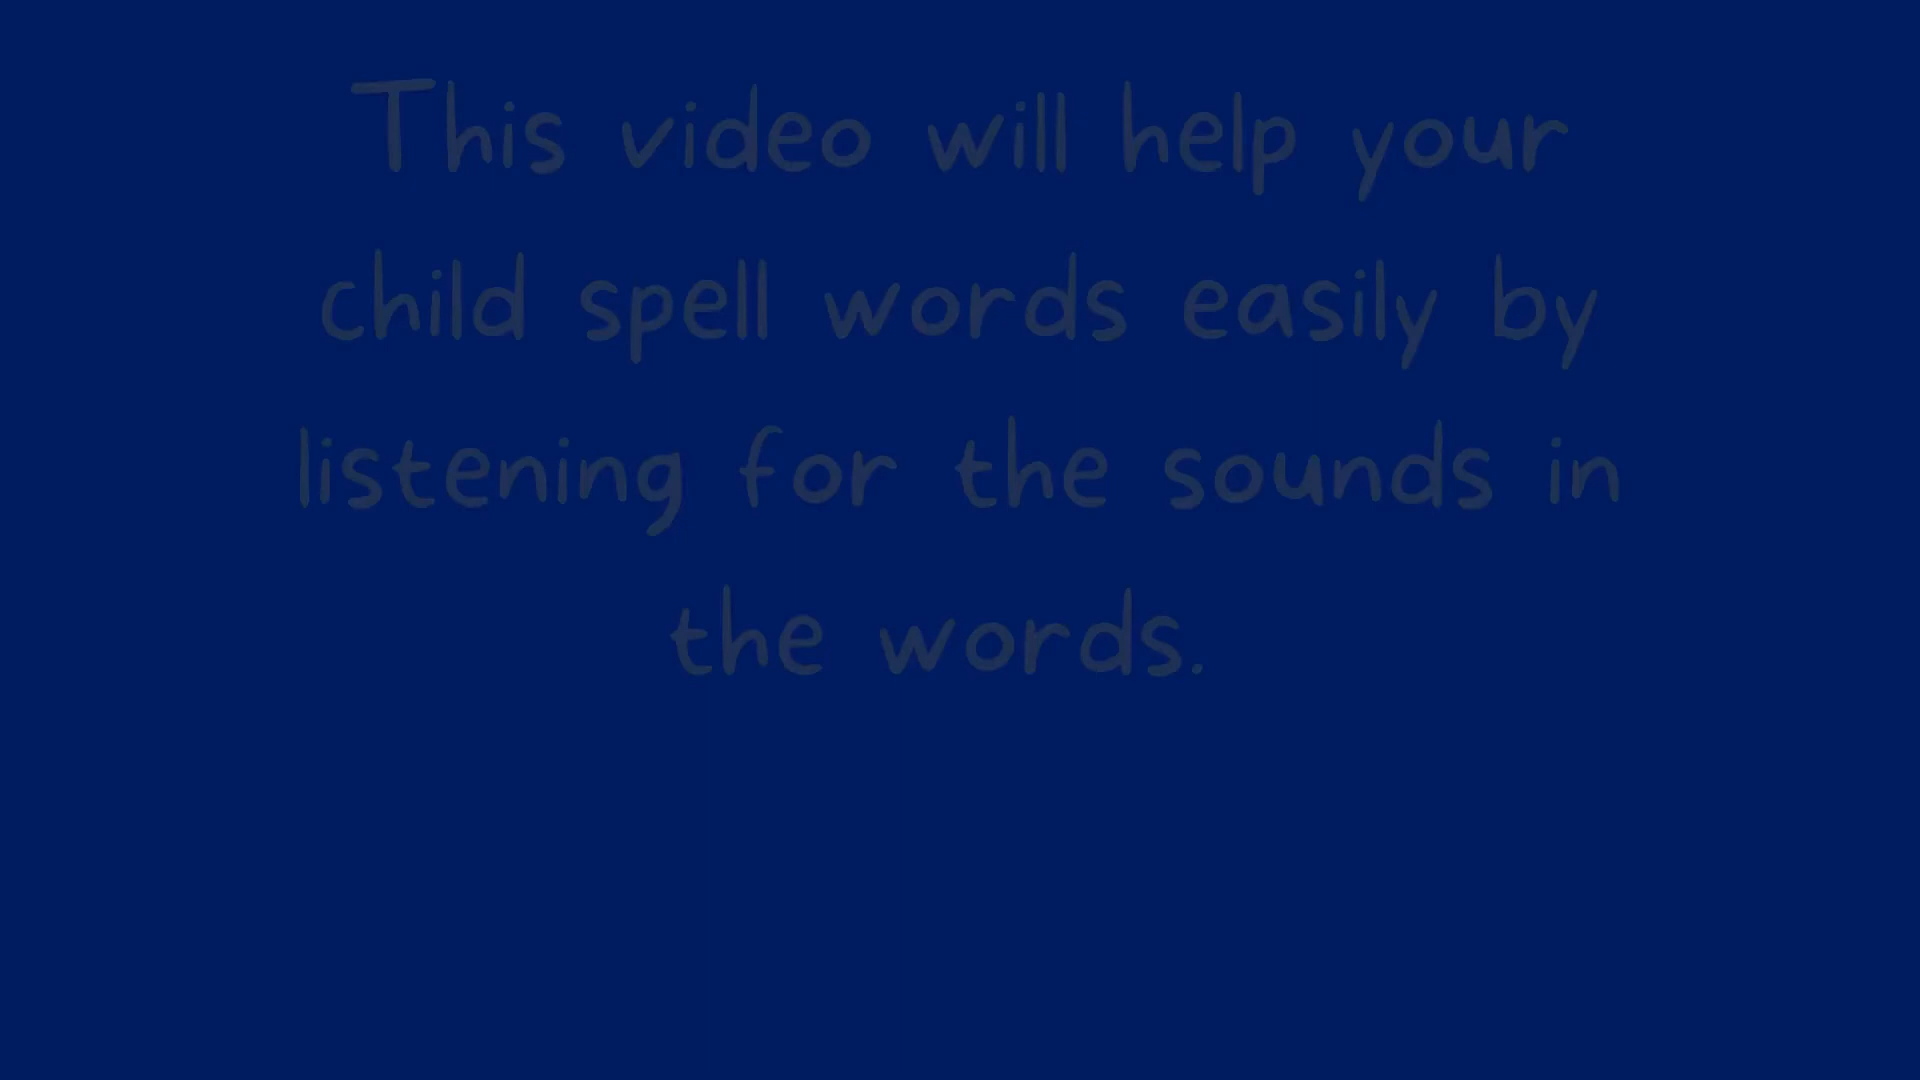 This video will help your
child spell words easily by
listening for the sounds in
the words.